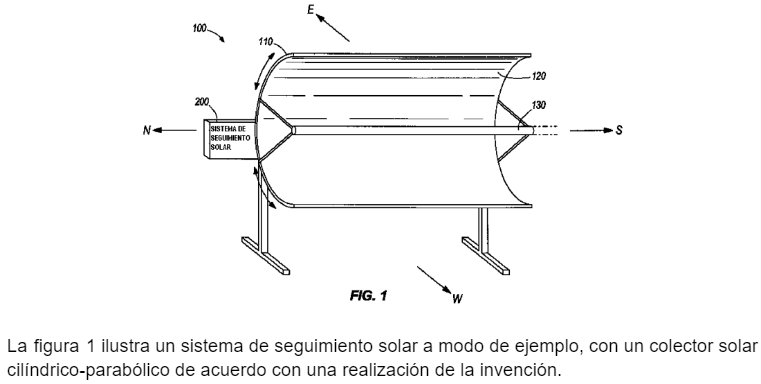 E
100
110
120
200
130
N
SISTEMA DE
SEGUIMIENTO
SOLAR
S
FIG. 1
W
La figura 1 ilustra un sistema de seguimiento solar a modo de ejemplo, con un colector solar
cilíndrico-parabólico de acuerdo con una realización de la invención.